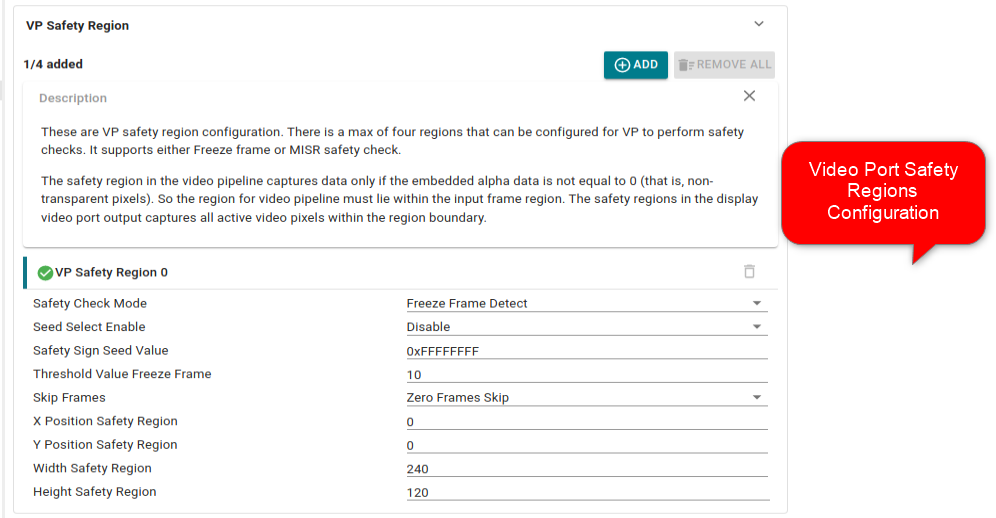 VP Safety Region
1/4 added
ADD
REMOVE ALL
Description
These are VP safety region configuration. There is a max of four regions that can be configured for VP to perform safety
checks. It supports either Freeze frame or MISR safety check.
The safety region in the video pipeline captures data only if the embedded alpha data is not equal to 0 (that is, non-
transparent pixels). So the region for video pipeline must lie within the input frame region. The safety regions in the display
video port output captures all active video pixels within the region boundary.
Video Port Safety
Regions
Configuration
VP Safety Region 0
Safety Check Mode Freeze Frame Detect
Seed Select Enable Disable
Safety Sign Seed Value 0xFFFFFFFF
Threshold Value Freeze Frame 10
Skip Frames Zero Frames Skip
X Position Safety Region 0
Y Position Safety Region 0
Width Safety Region 240
Height Safety Region 120